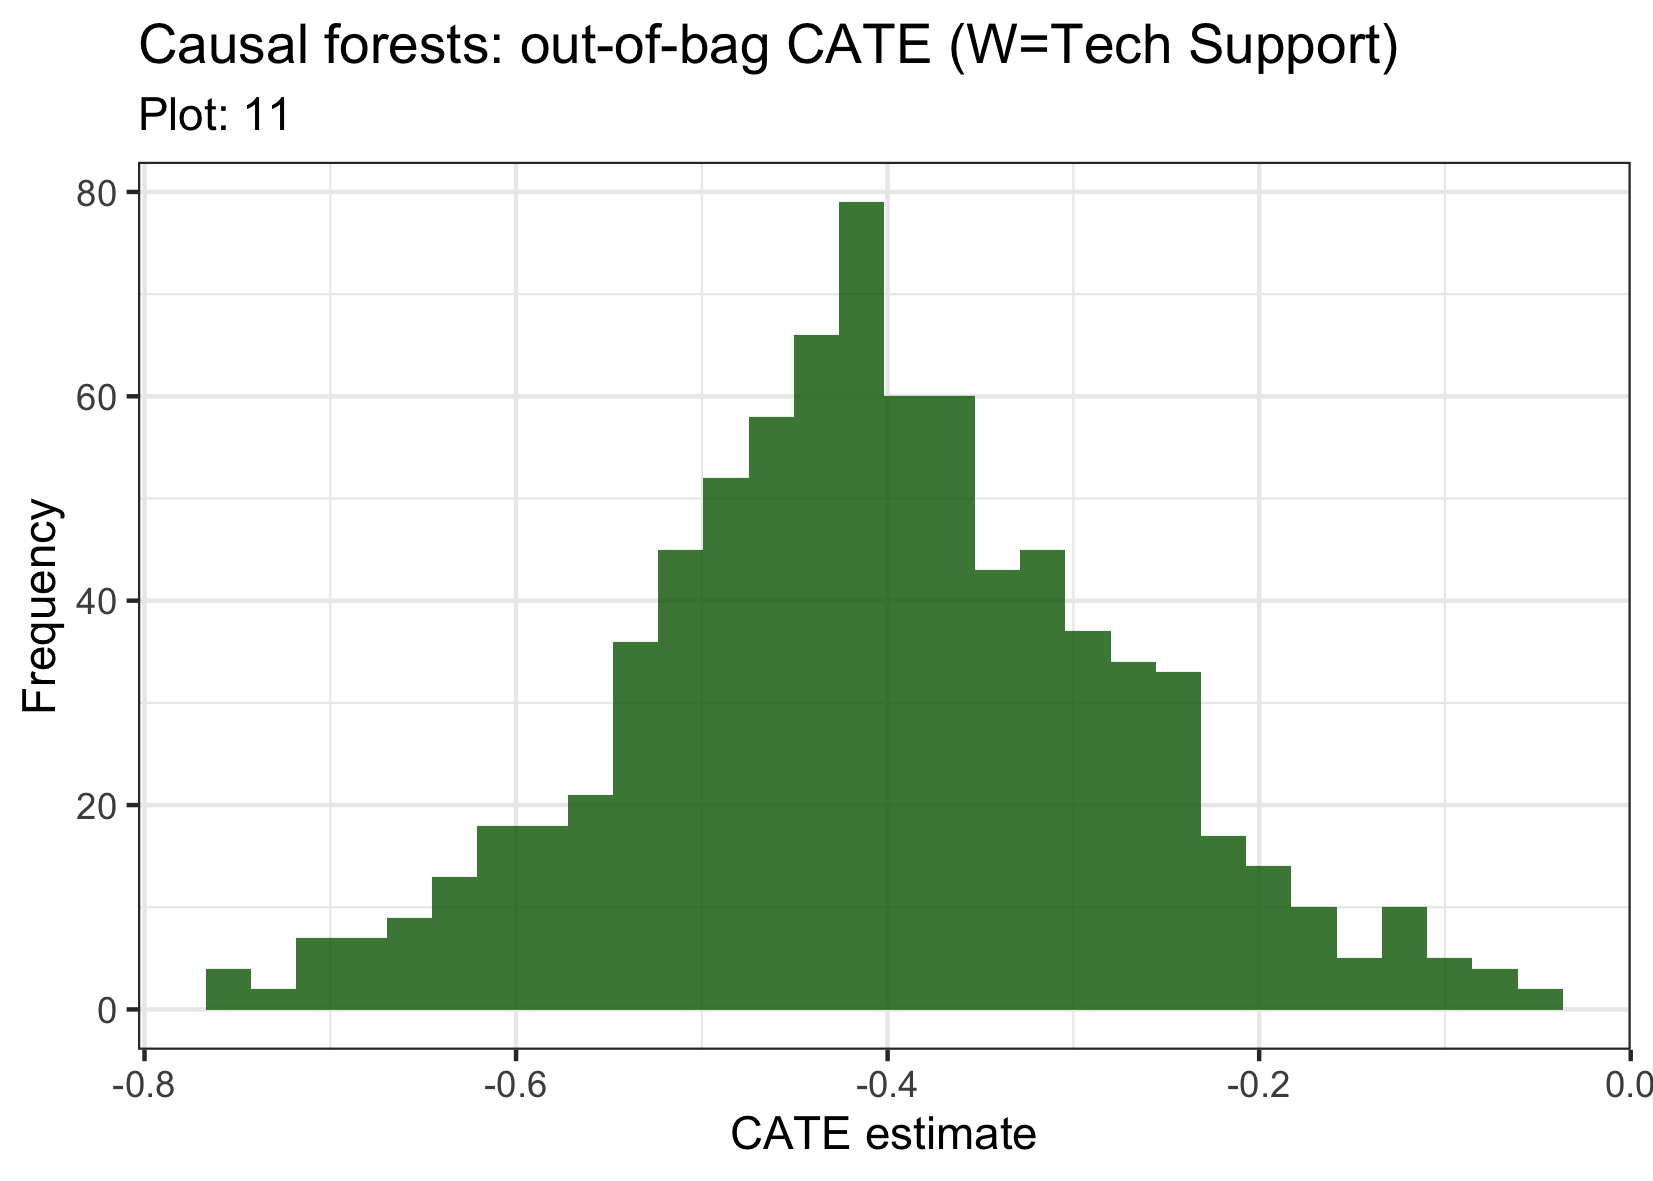 Causal forests: out-of-bag CATE (W=Tech Support)
Plot: 11
Frequency
80
60
40
20
0
-0.8 -0.6 -0.4 -0.2 0.0
CATE estimate